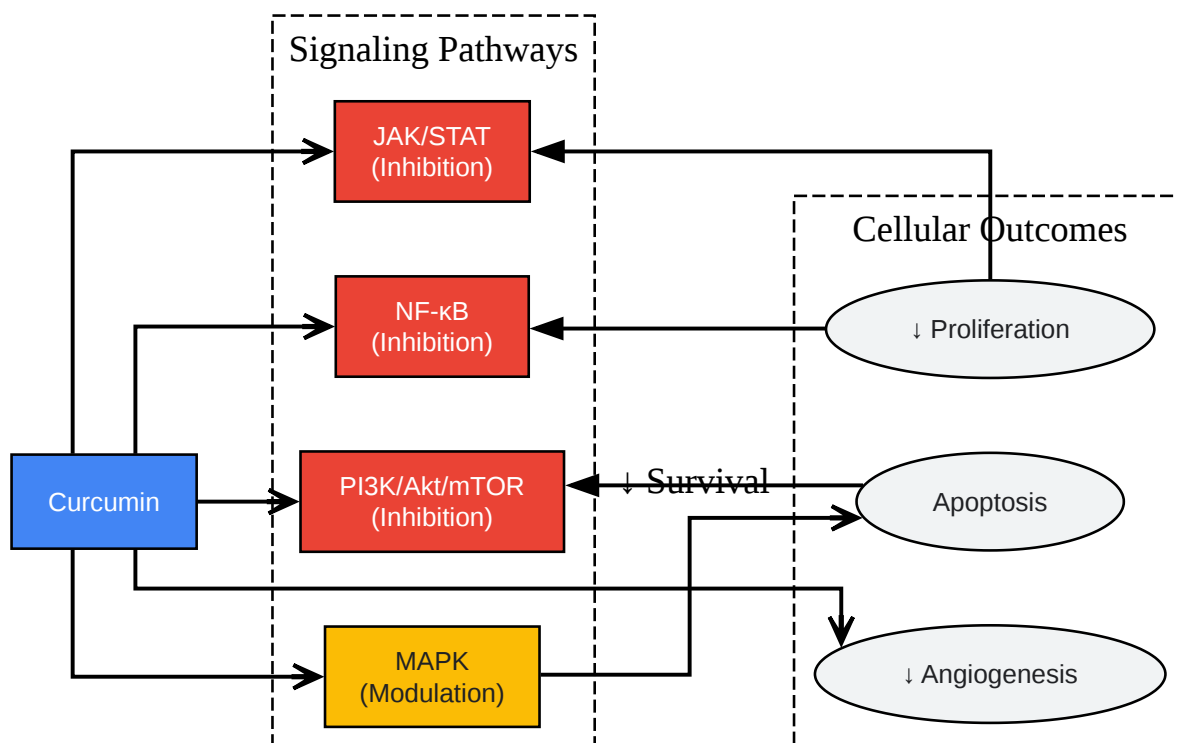 Signaling Pathways
JAK/STAT
(Inhibition)
Cellular Outcomes
NF-κB
(Inhibition)
↓ Proliferation
Curcumin
PI3K/Akt/mTOR
(Inhibition)
↓ Survival
Apoptosis
MAPK
(Modulation)
↓ Angiogenesis